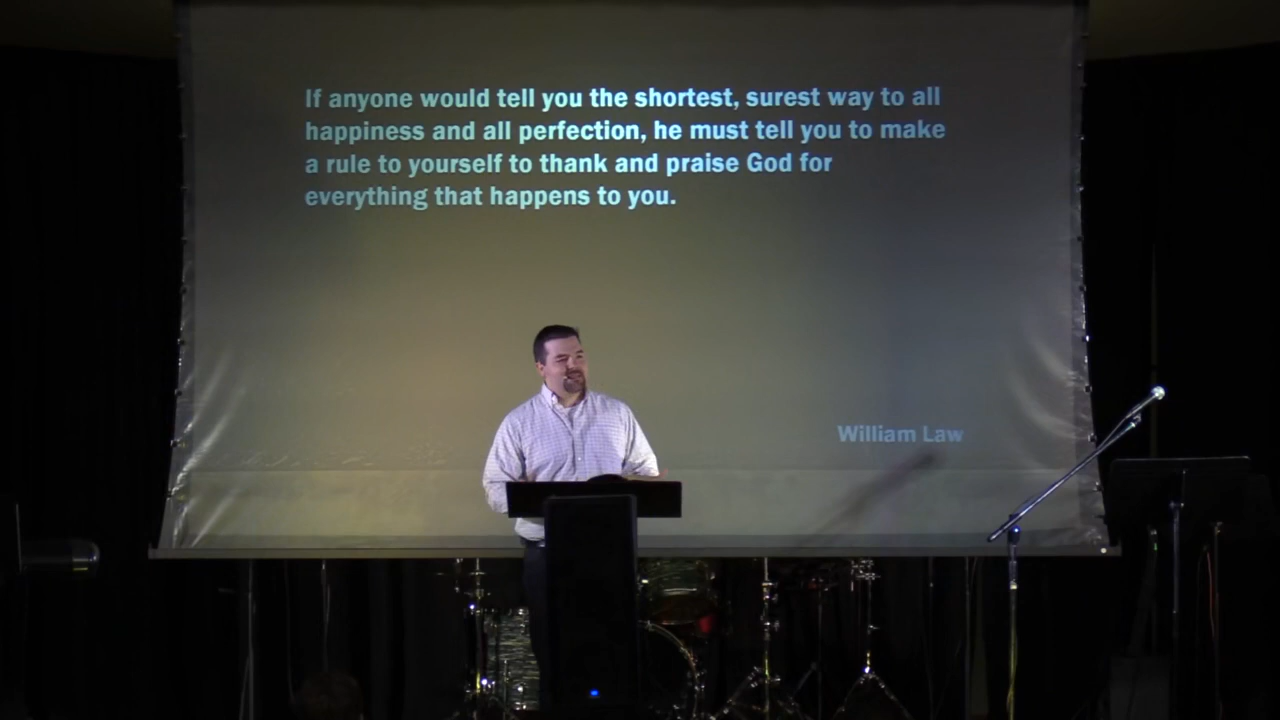 If anyone would tell you the shortest, surest way to all
happiness and all perfection, he must tell you to make
a rule to yourself to thank and praise God for
everything that happens to you.
William Law